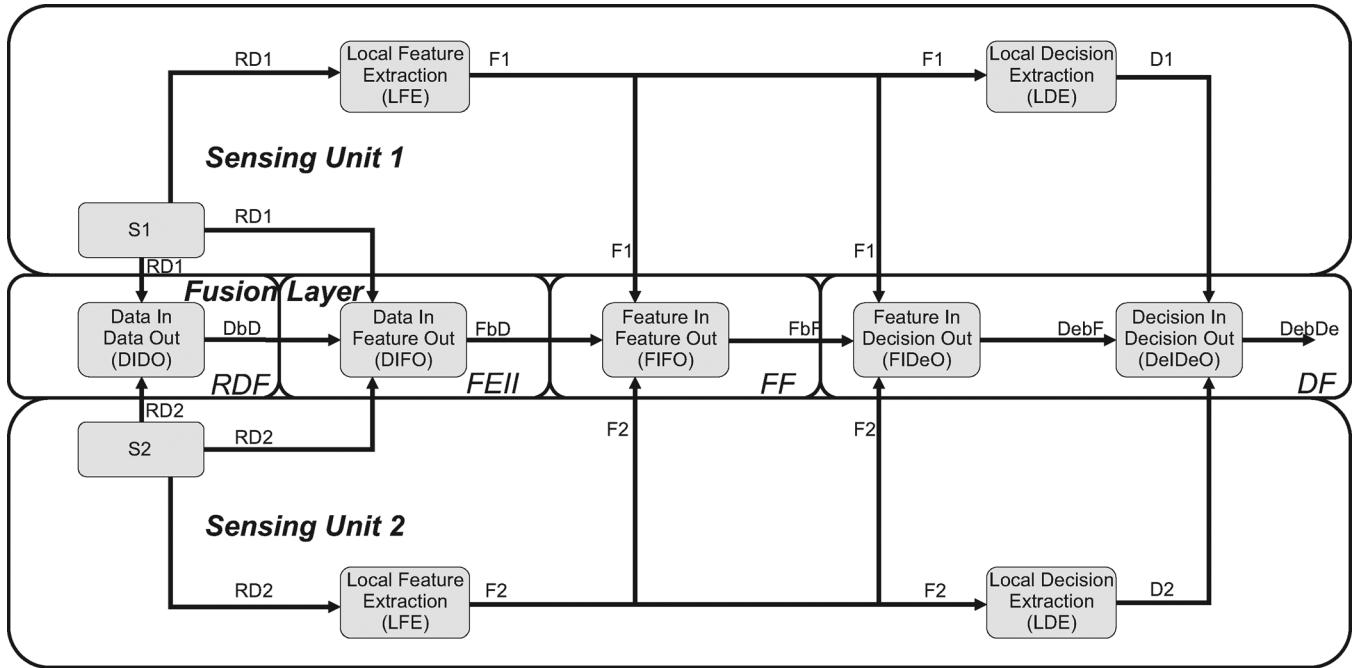 RD1
Local Feature
Extraction
(LFE)
F1
F1
Local Decision
Extraction
(LDE)
D1
Sensing Unit 1
S1
RD1
RD1
F1
F1
Fusion Layer
Data In
Data Out
(DIDO)
DbD
Data In
Feature Out
(DIFO)
FbD
Feature In
Feature Out
(FIFO)
FbF
Feature In
Decision Out
(FIDeO)
DebF
Decision In
Decision Out
(DeIDeO)
DebDe
RDF
FEII
FF
DF
RD2
S2
RD2
F2
F2
Sensing Unit 2
RD2
Local Feature
Extraction
(LFE)
F2
F2
Local Decision
Extraction
(LDE)
D2